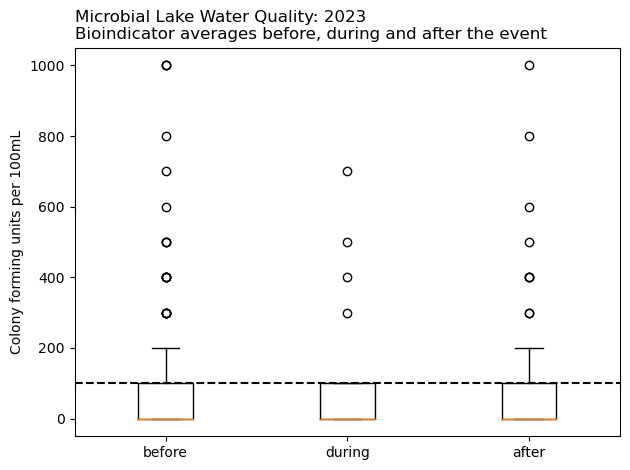 Microbial Lake Water Quality: 2023
Bioindicator averages before, during and after the event
Colony forming units per 100mL
1000
800
600
400
200
0
before during after